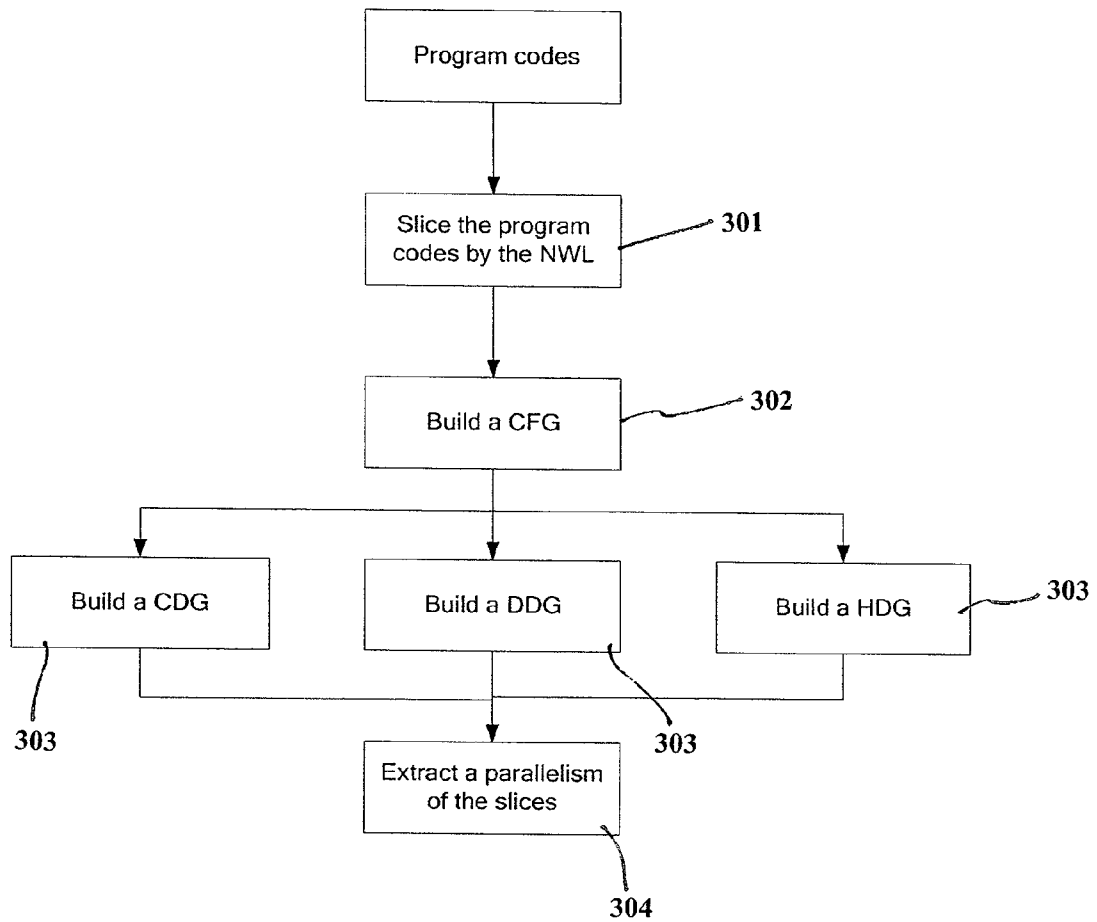 Program codes
Slice the program
codes by the NWL
301
Build a CFG
302
Build a CDG
Build a DDG
Build a HDG
303
303
303
Extract a parallelism
of the slices
304